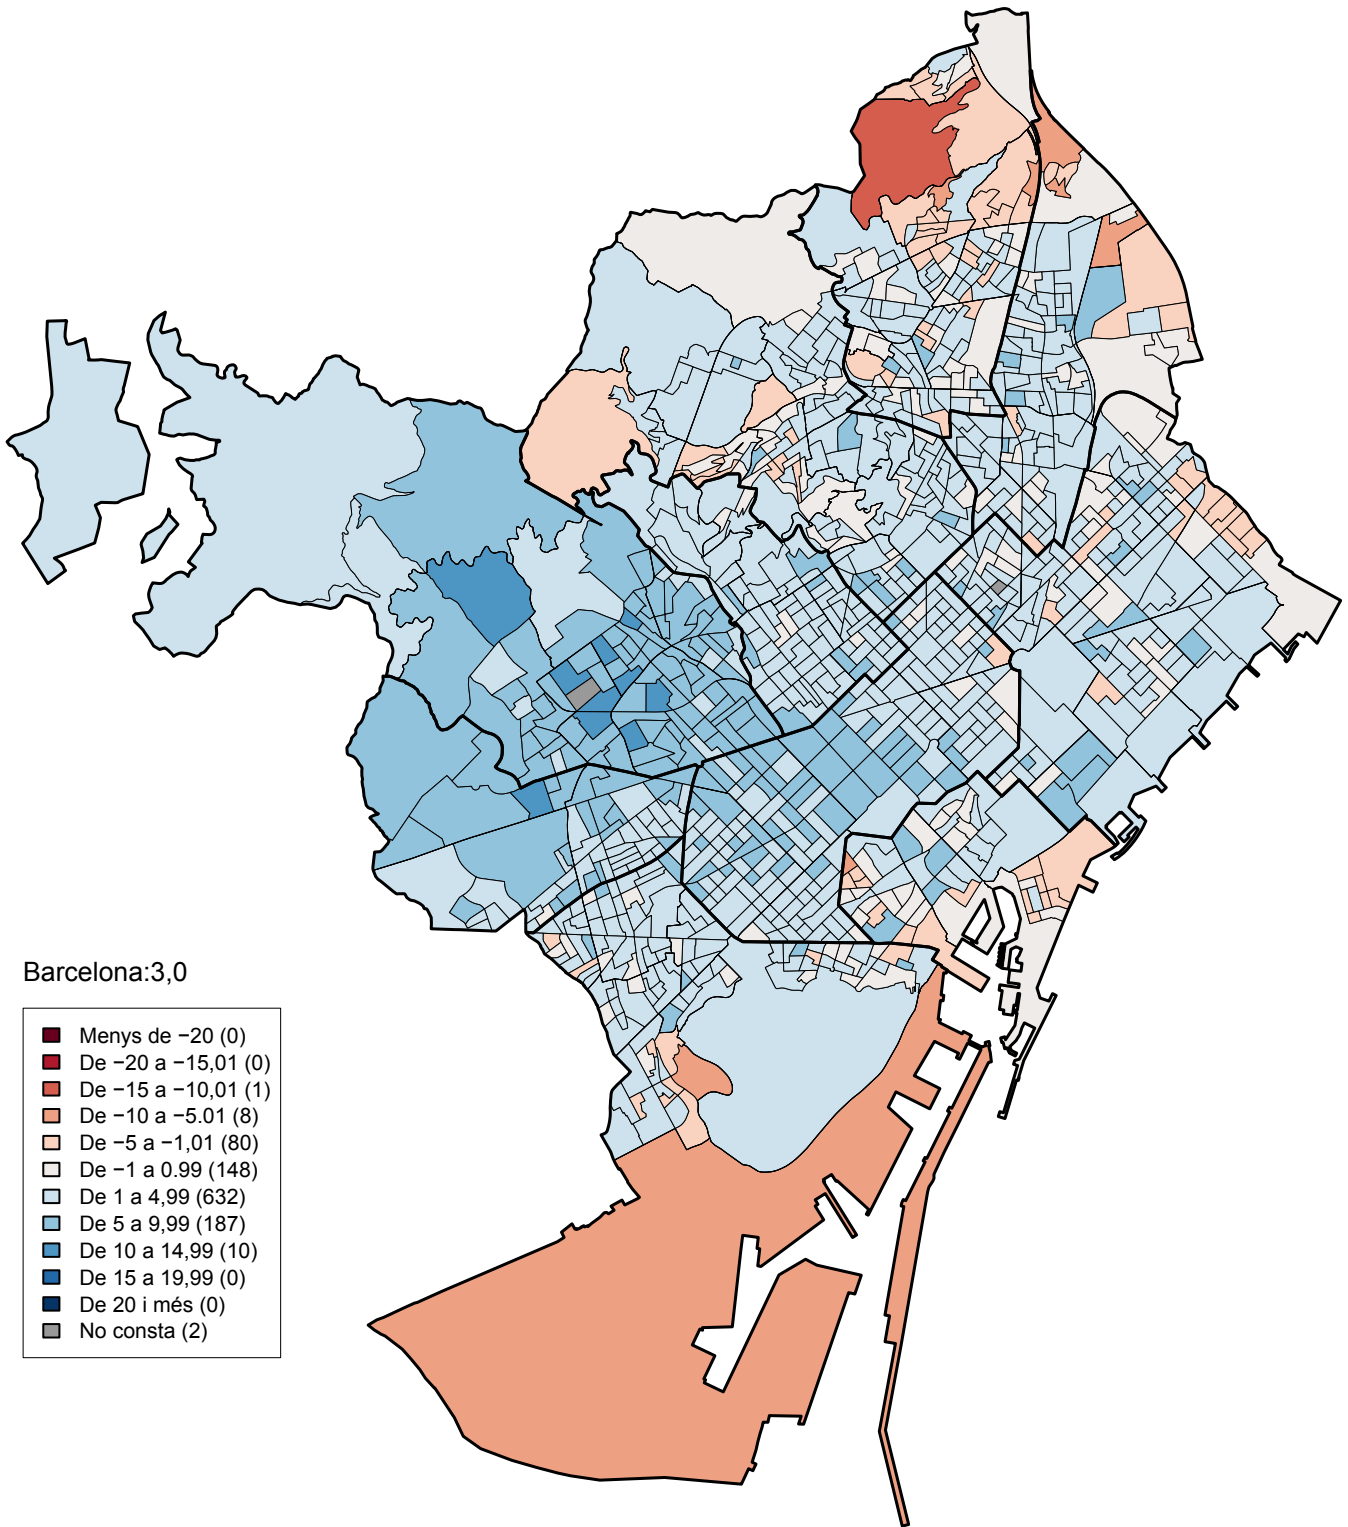 Barcelona:3,0
Menys de −20 (0)
De −20 a −15,01 (0)
De −15 a −10,01 (1)
De −10 a −5.01 (8)
De −5 a −1,01 (80)
De −1 a 0.99 (148)
De 1 a 4,99 (632)
De 5 a 9,99 (187)
De 10 a 14,99 (10)
De 15 a 19,99 (0)
De 20 i més (0)
No consta (2)